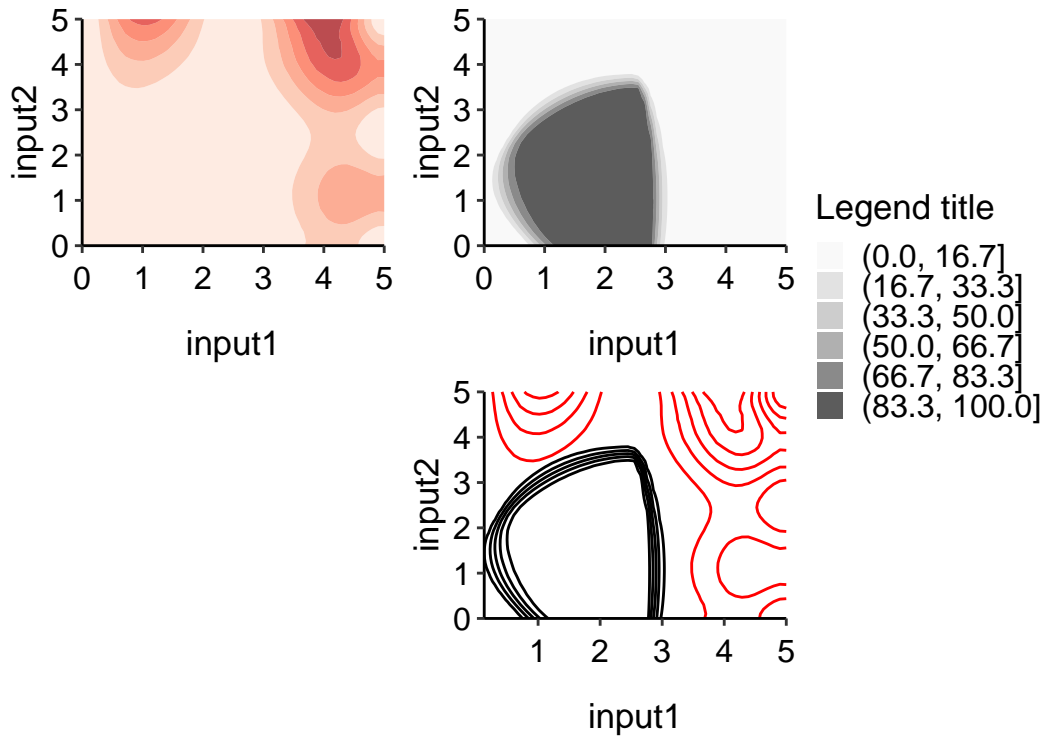 5
4
3
2
1
0
input2
0 1 2 3 4 5
input1
5
4
3
2
1
0
input2
0 1 2 3 4 5
input1
Legend title
(0.0, 16.7]
(16.7, 33.3]
(33.3, 50.0]
(50.0, 66.7]
(66.7, 83.3]
(83.3, 100.0]
5
4
3
2
1
0
input2
1 2 3 4 5
input1